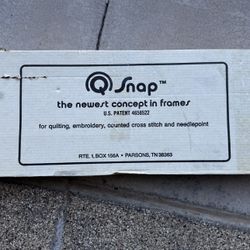 Q Snap™
the newest concept in frames
U.S. PATENT 4658522
for quilting, embroidery, counted cross stitch and needlepoint
RTE. 1, BOX 156A • PARSONS, TN 38363